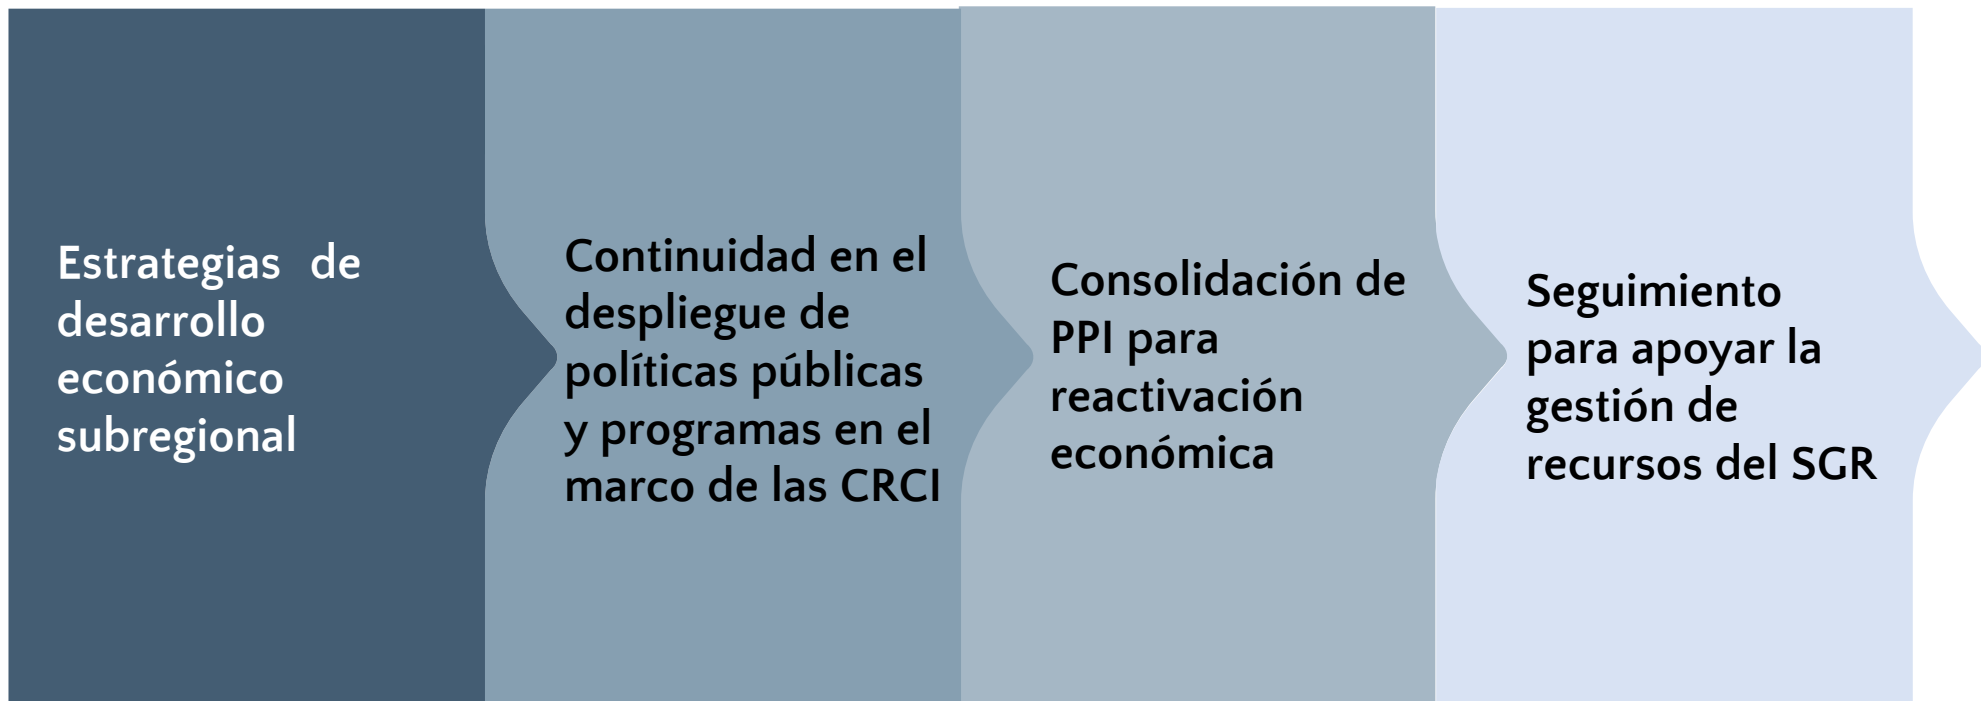 Estrategias de
desarrollo
económico
subregional
Continuidad en el
despliegue de
políticas públicas
y programas en el
marco de las CRCI
Consolidación de
PPI para
reactivación
económica
Seguimiento
para apoyar la
gestión de
recursos del SGR